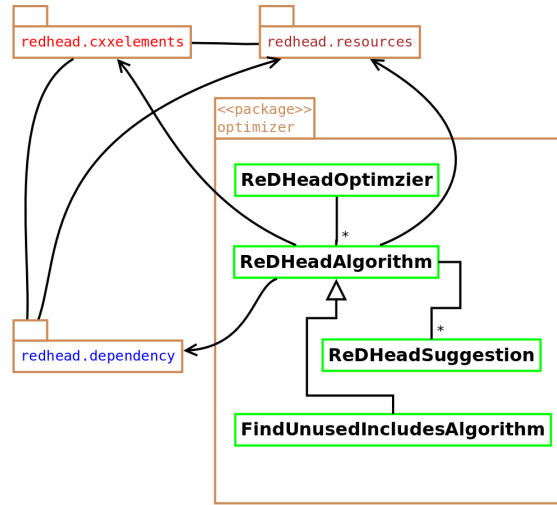 redhead.cxxelements
redhead.resources
<<package>>
optimizer
ReDHeadOptimzier
*
ReDHeadAlgorithm
*
redhead.dependency
ReDHeadSuggestion
FindUnusedIncludesAlgorithm